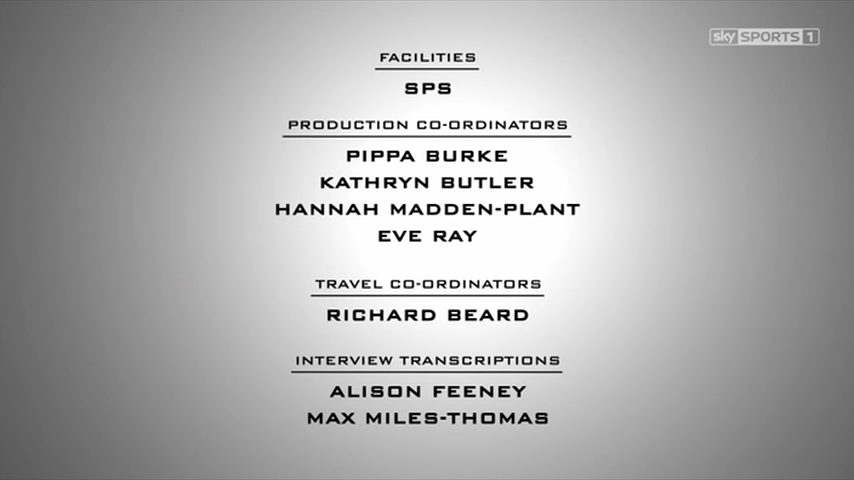 sky SPORTS 1
FACILITIES
SPS
PRODUCTION CO-ORDINATORS
PIPPA BURKE
KATHRYN BUTLER
HANNAH MADDEN-PLANT
EVE RAY
TRAVEL CO-ORDINATORS
RICHARD BEARD
INTERVIEW TRANSCRIPTIONS
ALISON FEENEY
MAX MILES-THOMAS